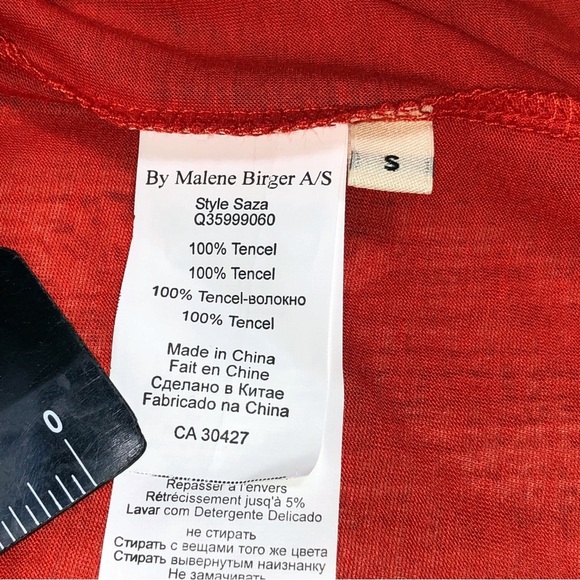 By Malene Birger A/S
S
Style Saza
Q35999060
100% Tencel
100% Tencel
100% Tencel-волокно
100% Tencel
Made in China
Fait en Chine
Сделано в Китае
Fabricado na China
CA 30427
0
Repasser à l'envers
Rétrécissement jusqu'à 5%
Lavar com Detergente Delicado
не стирать
Стирать с вещами того же цвета
Стирать вывернутым наизнанку
Не замачивать